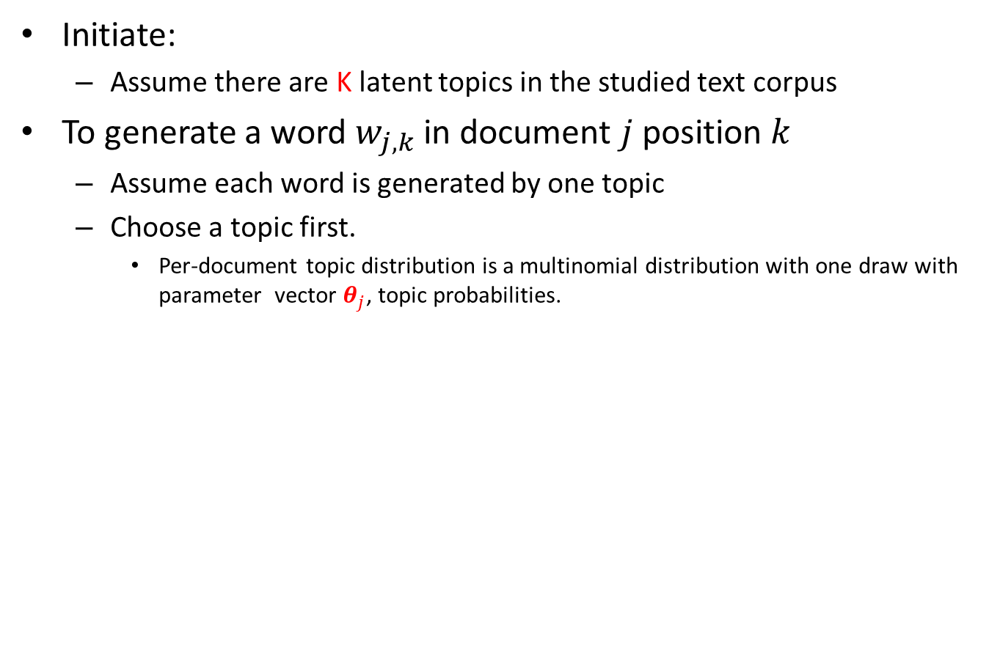 • Initiate:
– Assume there are K latent topics in the studied text corpus
• To generate a word $w_{j,k}$ in document $j$ position $k$
– Assume each word is generated by one topic
– Choose a topic first.
• Per-document topic distribution is a multinomial distribution with one draw with
parameter vector $\boldsymbol{\theta}_j$, topic probabilities.